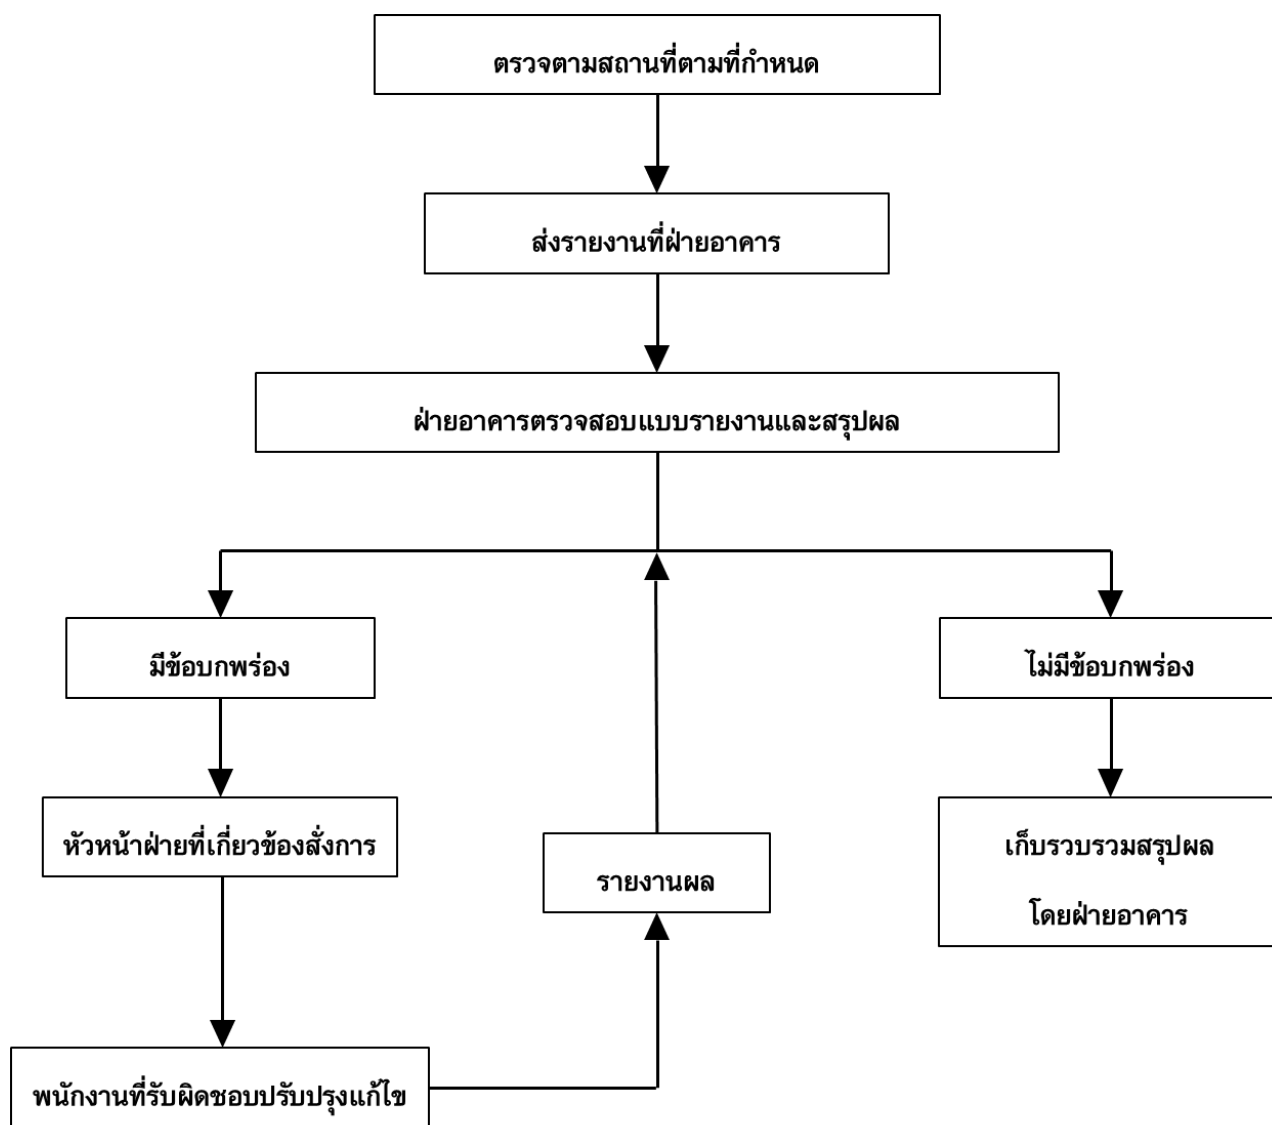 ตรวจตามสถานที่ตามที่กำหนด
ส่งรายงานที่ฝ่ายอาคาร
ฝ่ายอาคารตรวจสอบแบบรายงานและสรุปผล
มีข้อบกพร่อง
ไม่มีข้อบกพร่อง
หัวหน้าฝ่ายที่เกี่ยวข้องสั่งการ
รายงานผล
เก็บรวบรวมสรุปผล
โดยฝ่ายอาคาร
พนักงานที่รับผิดชอบปรับปรุงแก้ไข